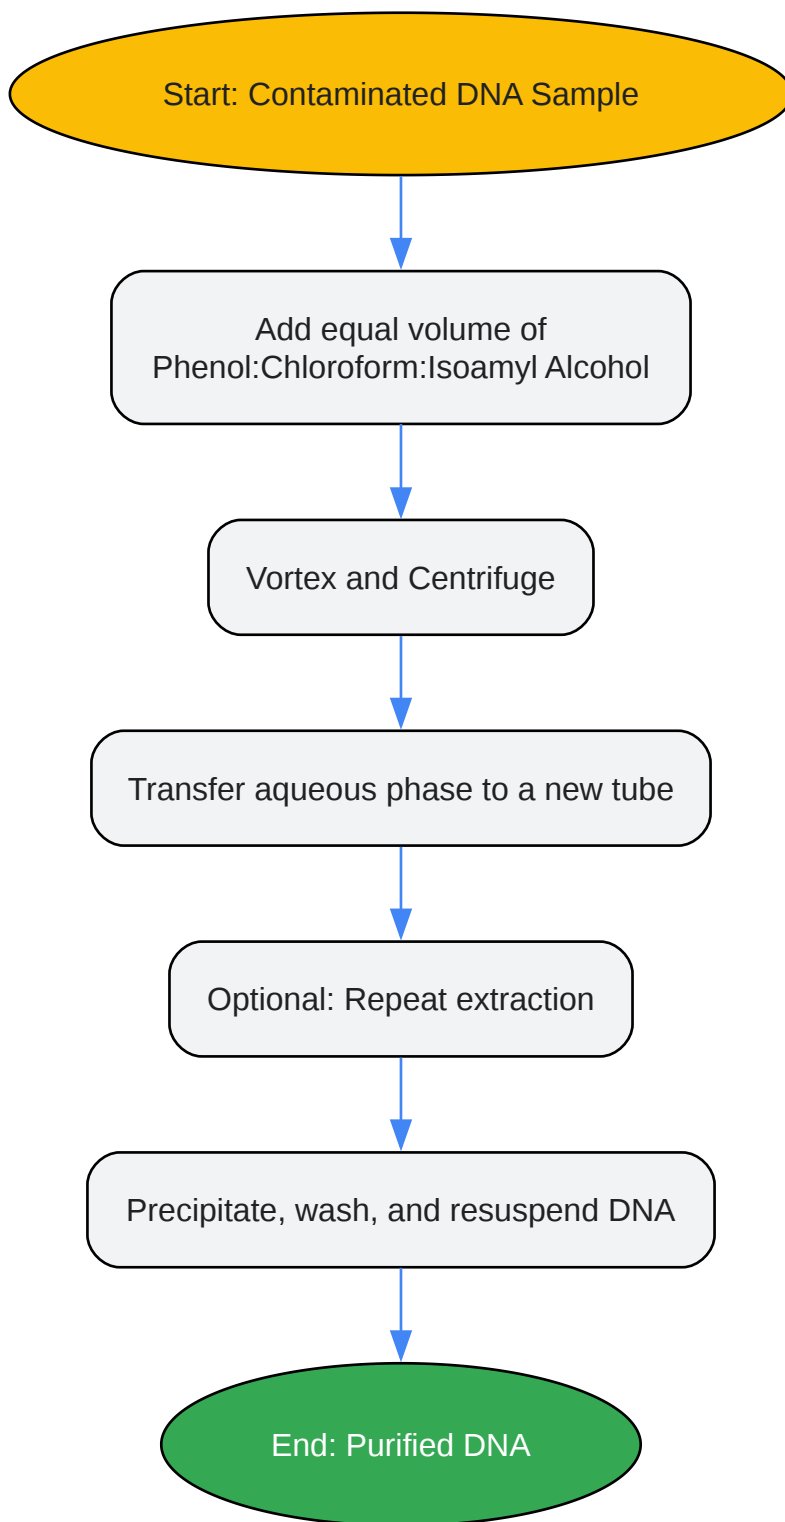 Start: Contaminated DNA Sample
Add equal volume of
Phenol:Chloroform:Isoamyl Alcohol
Vortex and Centrifuge
Transfer aqueous phase to a new tube
Optional: Repeat extraction
Precipitate, wash, and resuspend DNA
End: Purified DNA